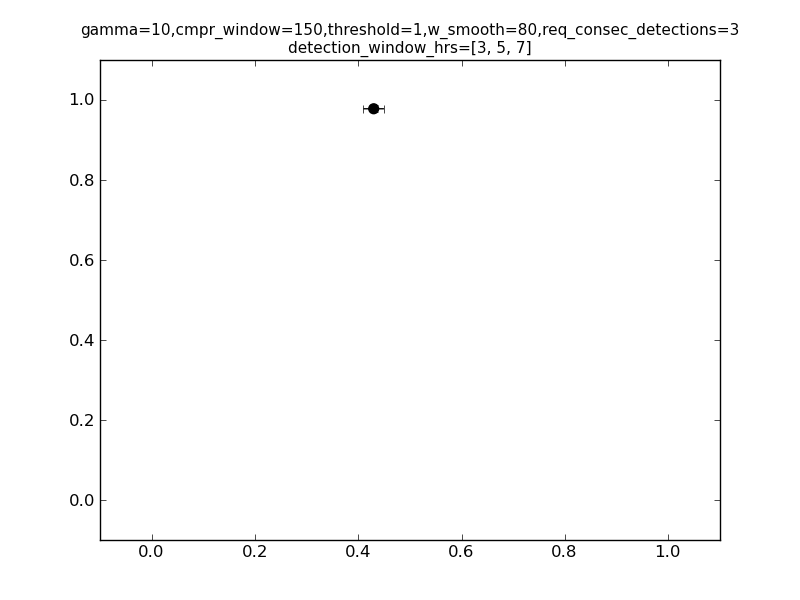 gamma=10,cmpr_window=150,threshold=1,w_smooth=80,req_consec_detections=3
detection_window_hrs=[3, 5, 7]
1.0
0.8
0.6
0.4
0.2
0.0
0.0 0.2 0.4 0.6 0.8 1.0